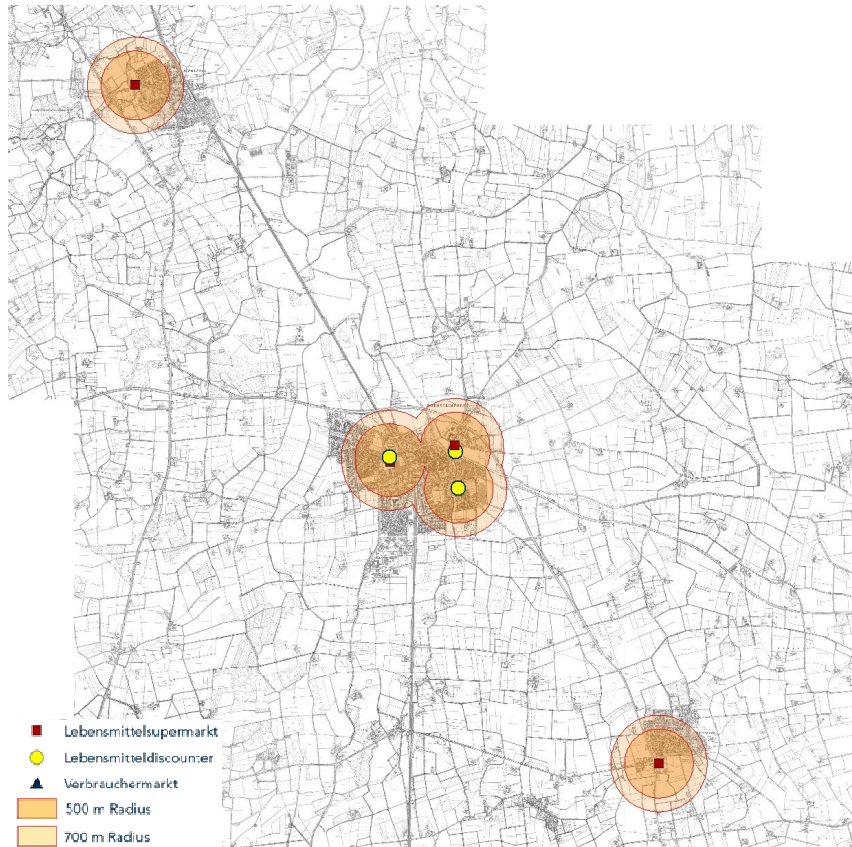 Lebensmittelsupermarkt
Lebensmitteldiscounter
Verbrauchermarkt
500 m Radius
700 m Radius